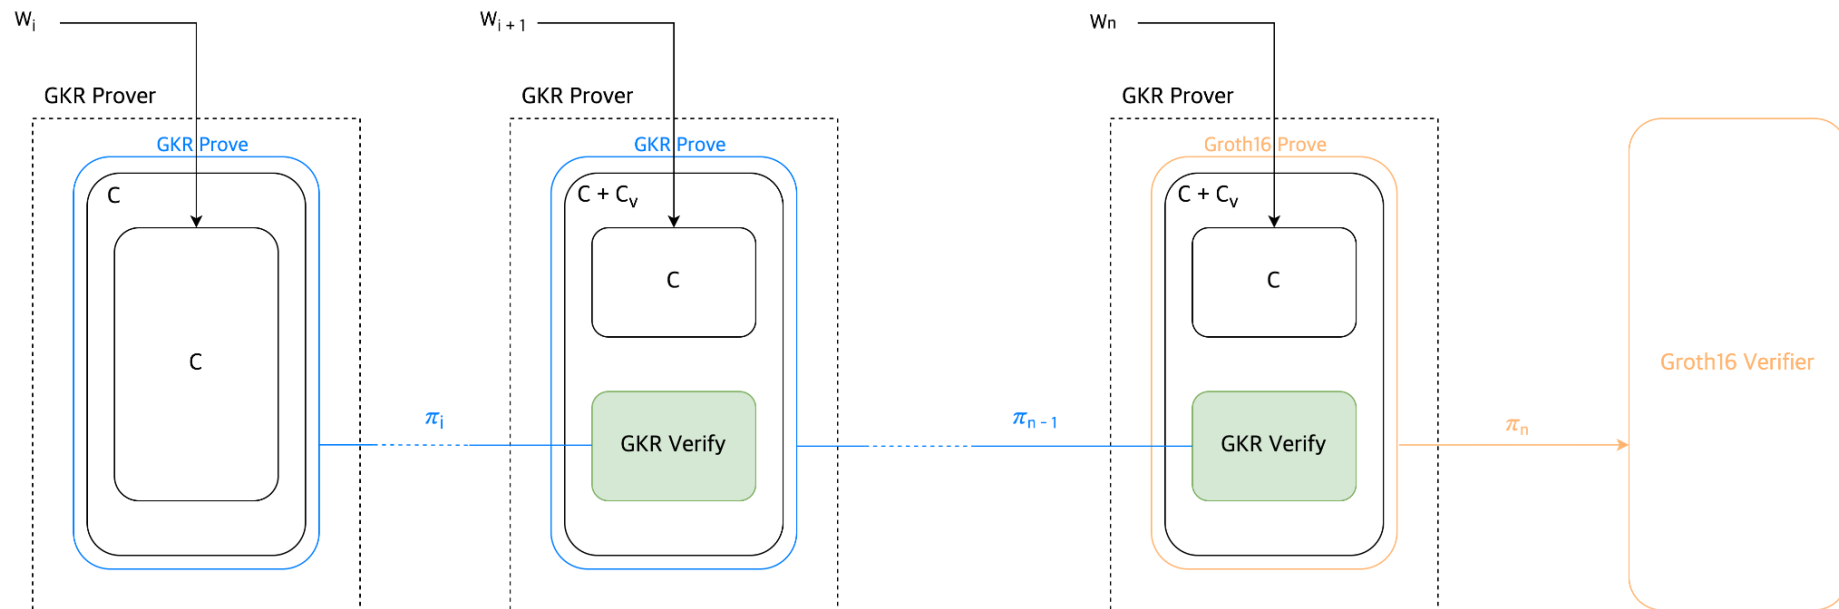 Wi
Wi + 1
Wn
GKR Prover
GKR Prover
GKR Prover
GKR Prove
GKR Prove
Groth16 Prove
C
C + Cv
C + Cv
C
C
C
Groth16 Verifier
πi
πn - 1
πn
GKR Verify
GKR Verify